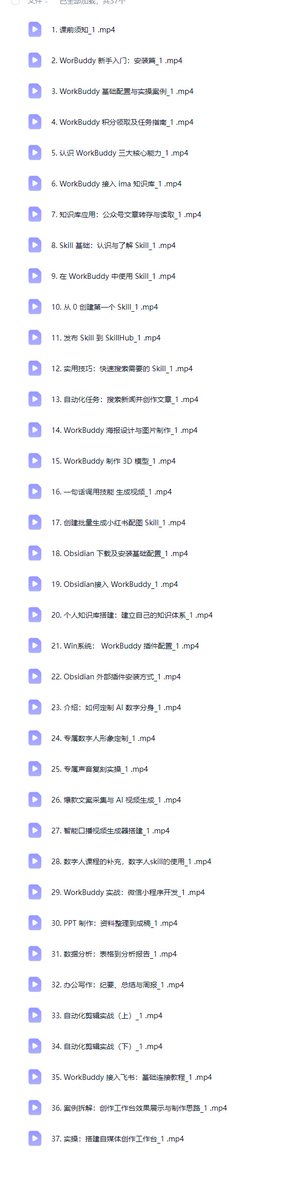 文件
已全部加载，共37个
1. 课前须知_1 .mp4
2. WorBuddy 新手入门：安装篇_1 .mp4
3. WorkBuddy 基础配置与实操案例_1 .mp4
4. WorkBuddy 积分领取及任务指南_1 .mp4
5. 认识 WorkBuddy 三大核心能力_1 .mp4
6. WorkBuddy 接入 ima 知识库_1 .mp4
7. 知识库应用：公众号文章转存与读取_1 .mp4
8. Skill 基础：认识与了解 Skill_1 .mp4
9. 在 WorkBuddy 中使用 Skill_1 .mp4
10. 从 0 创建第一个 Skill_1 .mp4
11. 发布 Skill 到 SkillHub_1 .mp4
12. 实用技巧：快速搜索需要的 Skill_1 .mp4
13. 自动化任务：搜索新闻并创作文章_1 .mp4
14. WorkBuddy 海报设计与图片制作_1 .mp4
15. WorkBuddy 制作 3D 模型_1 .mp4
16. 一句话调用技能 生成视频_1 .mp4
17. 创建批量生成小红书配图 Skill_1 .mp4
18. Obsidian 下载及安装基础配置_1 .mp4
19. Obsidian接入 WorkBuddy_1 .mp4
20. 个人知识库搭建：建立自己的知识体系_1 .mp4
21. Win系统： WorkBuddy 插件配置_1 .mp4
22. Obsidian 外部插件安装方式_1 .mp4
23. 介绍：如何定制 AI 数字分身_1 .mp4
24. 专属数字人形象定制_1 .mp4
25. 专属声音复刻实操_1 .mp4
26. 爆款文案采集与 AI 视频生成_1 .mp4
27. 智能口播视频生成器搭建_1 .mp4
28. 数字人课程的补充，数字人skill的使用_1 .mp4
29. WorkBuddy 实战：微信小程序开发_1 .mp4
30. PPT 制作：资料整理到成稿_1 .mp4
31. 数据分析：表格到分析报告_1 .mp4
32. 办公写作：纪要、总结与周报_1 .mp4
33. 自动化剪辑实战（上）_1 .mp4
34. 自动化剪辑实战（下）_1 .mp4
35. WorkBuddy 接入飞书：基础连接教程_1 .mp4
36. 案例拆解：创作工作台效果展示与制作思路_1 .mp4
37. 实操：搭建自媒体创作工作台_1 .mp4